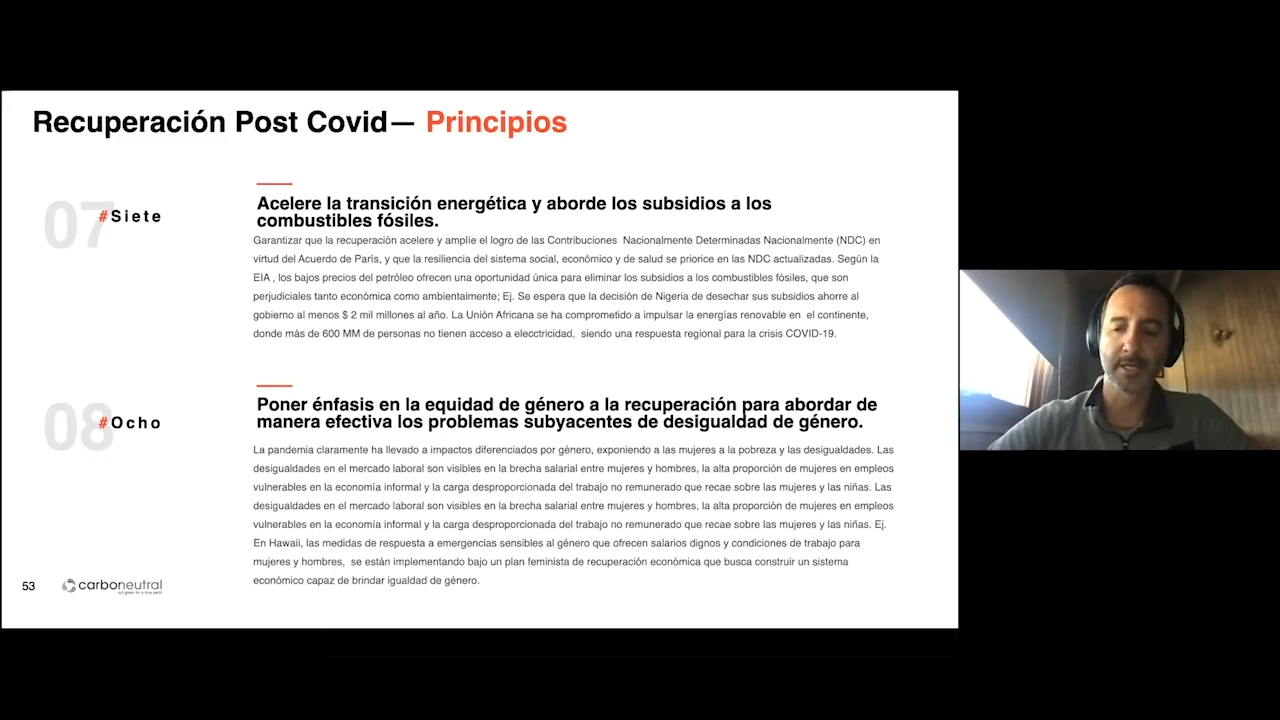 Recuperación Post Covid— Principios
07
#Siete
Acelere la transición energética y aborde los subsidios a los
combustibles fósiles.
Garantizar que la recuperación acelere y amplíe el logro de las Contribuciones  Nacionalmente Determinadas Nacionalmente (NDC) en
virtud del Acuerdo de París, y que la resiliencia del sistema social, económico y de salud se priorice en las NDC actualizadas. Según la
EIA , los bajos precios del petróleo ofrecen una oportunidad única para eliminar los subsidios a los combustibles fósiles, que son
perjudiciales tanto económica como ambientalmente; Ej. Se espera que la decisión de Nigeria de desechar sus subsidios ahorre al
gobierno al menos $ 2 mil millones al año. La Unión Africana se ha comprometido a impulsar la energías renovable en  el continente,
donde más de 600 MM de personas no tienen acceso a elecctricidad,  siendo una respuesta regional para la crisis COVID-19.
08
#Ocho
Poner énfasis en la equidad de género a la recuperación para abordar de
manera efectiva los problemas subyacentes de desigualdad de género.
La pandemia claramente ha llevado a impactos diferenciados por género, exponiendo a las mujeres a la pobreza y las desigualdades. Las
desigualdades en el mercado laboral son visibles en la brecha salarial entre mujeres y hombres, la alta proporción de mujeres en empleos
vulnerables en la economía informal y la carga desproporcionada del trabajo no remunerado que recae sobre las mujeres y las niñas. Las
desigualdades en el mercado laboral son visibles en la brecha salarial entre mujeres y hombres, la alta proporción de mujeres en empleos
vulnerables en la economía informal y la carga desproporcionada del trabajo no remunerado que recae sobre las mujeres y las niñas. Ej.
En Hawaii, las medidas de respuesta a emergencias sensibles al género que ofrecen salarios dignos y condiciones de trabajo para
mujeres y hombres,  se están implementando bajo un plan feminista de recuperación económica que busca construir un sistema
económico capaz de brindar igualdad de género.
53
carboneutral